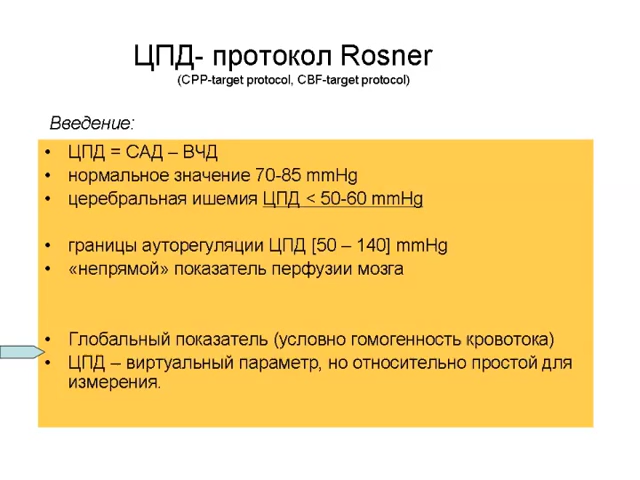 ЦПД- протокол Rosner
(CPP-target protocol, CBF-target protocol)
Введение:
• ЦПД = САД – ВЧД
• нормальное значение 70-85 mmHg
• церебральная ишемия ЦПД < 50-60 mmHg
• границы ауторегуляции ЦПД [50 – 140] mmHg
• «непрямой» показатель перфузии мозга
• Глобальный показатель (условно гомогенность кровотока)
• ЦПД – виртуальный параметр, но относительно простой для
измерения.